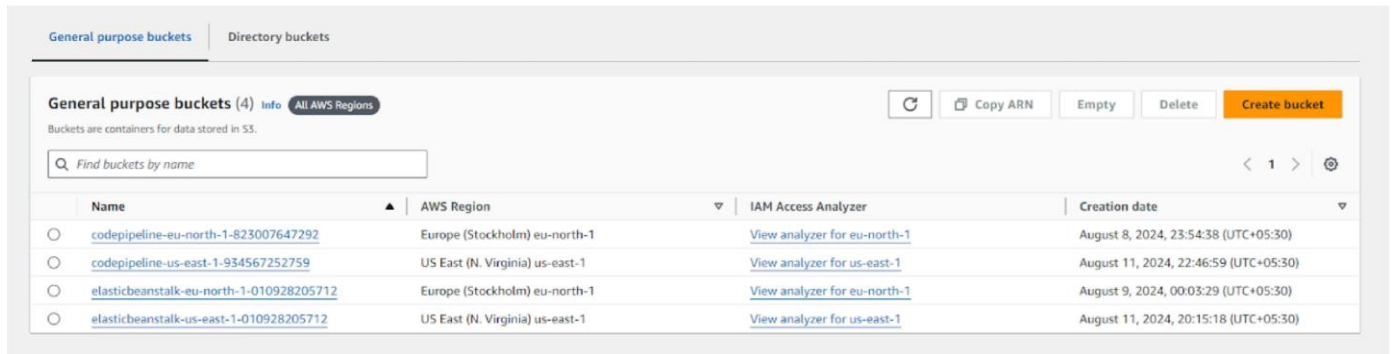 General purpose buckets Directory buckets
General purpose buckets (4) Info All AWS Regions Copy ARN Empty Delete Create bucket
Buckets are containers for data stored in S3.
Find buckets by name 1
Name AWS Region IAM Access Analyzer Creation date
codepipeline-eu-north-1-823007647292 Europe (Stockholm) eu-north-1 View analyzer for eu-north-1 August 8, 2024, 23:54:38 (UTC+05:30)
codepipeline-us-east-1-934567252759 US East (N. Virginia) us-east-1 View analyzer for us-east-1 August 11, 2024, 22:46:59 (UTC+05:30)
elasticbeanstalk-eu-north-1-010928205712 Europe (Stockholm) eu-north-1 View analyzer for eu-north-1 August 9, 2024, 00:03:29 (UTC+05:30)
elasticbeanstalk-us-east-1-010928205712 US East (N. Virginia) us-east-1 View analyzer for us-east-1 August 11, 2024, 20:15:18 (UTC+05:30)